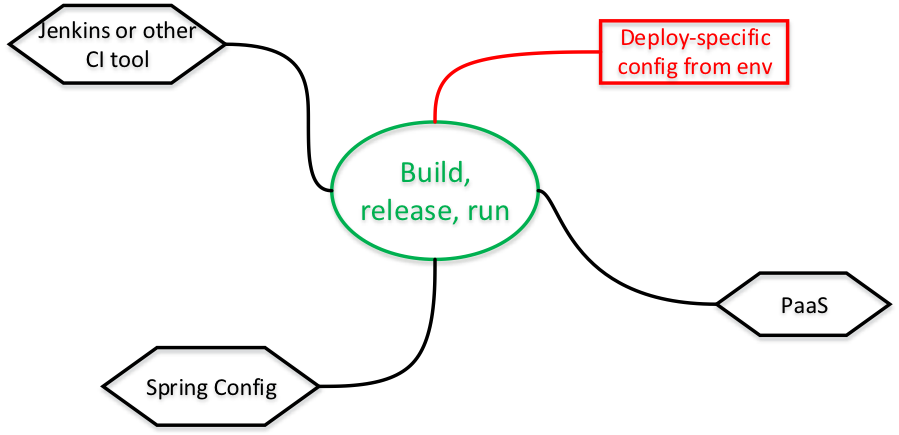 Jenkins or other
CI tool
Deploy-specific
config from env
Build,
release, run
PaaS
Spring Config